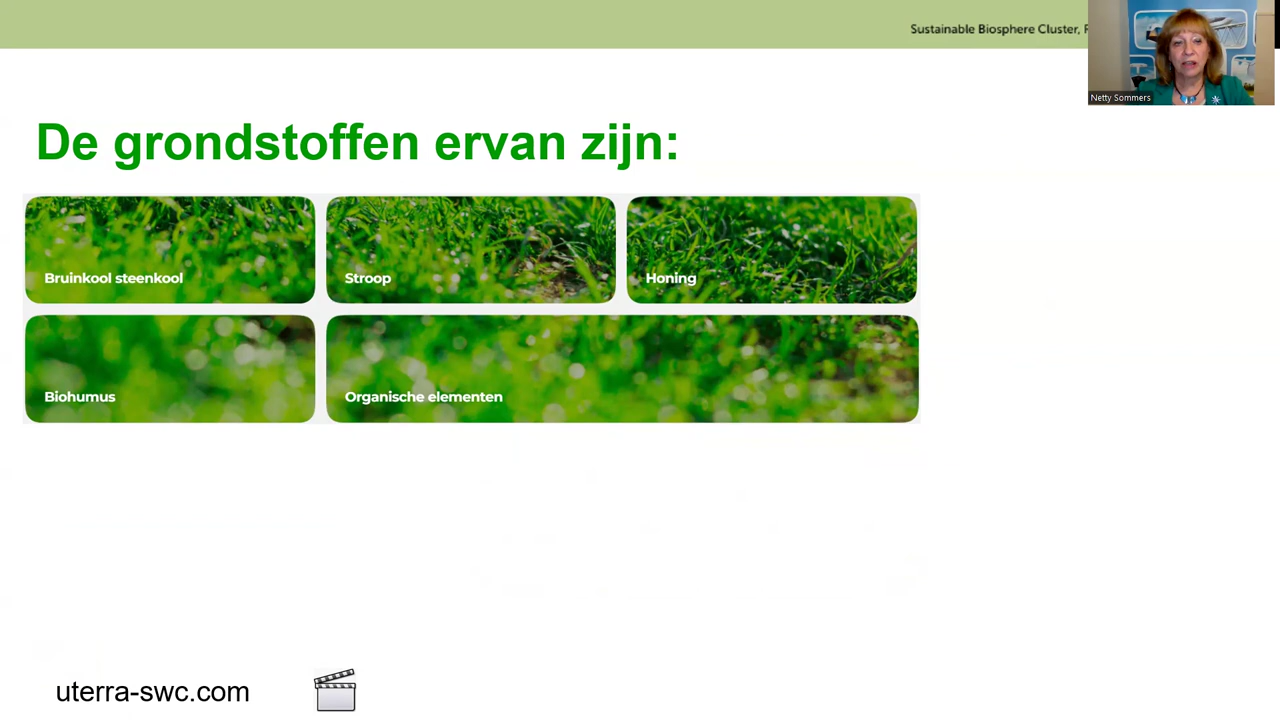 Sustainable Biosphere Cluster,
Netty Sommers
De grondstoffen ervan zijn:
Bruinkool steenkool
Stroop
Honing
Biohumus
Organische elementen
uterra-swc.com